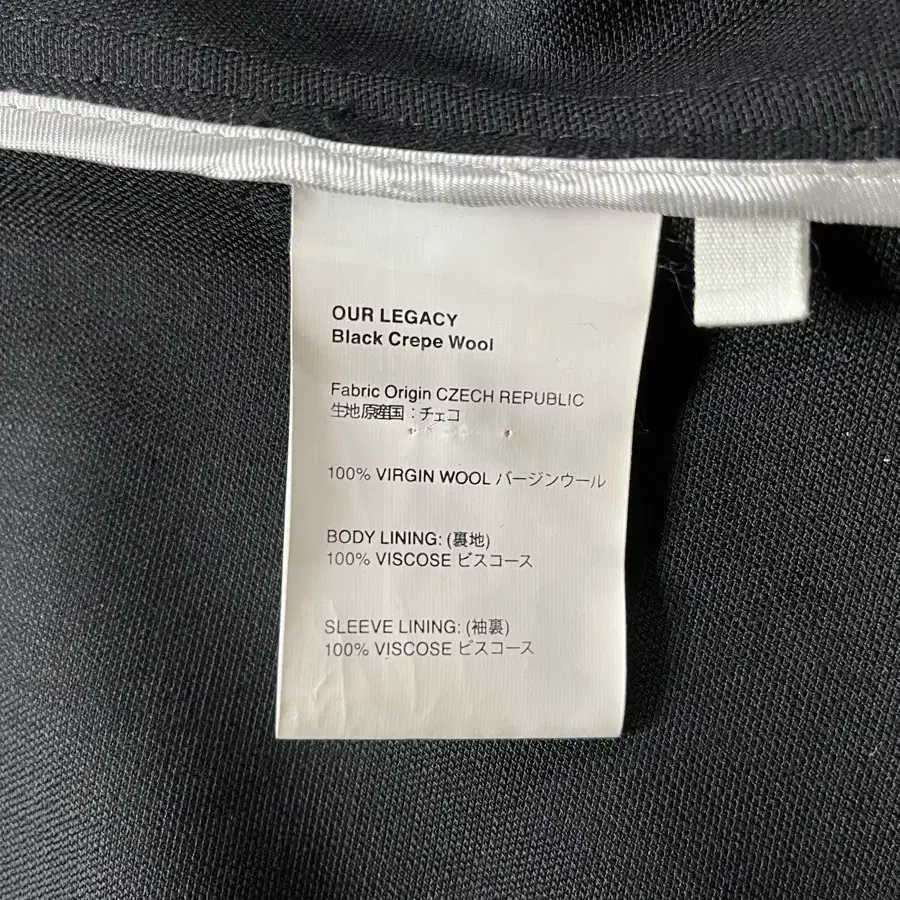 OUR LEGACY
Black Crepe Wool
Fabric Origin CZECH REPUBLIC
生地原産国：チェコ
100% VIRGIN WOOL バージンウール
BODY LINING: (裏地)
100% VISCOSE ビスコース
SLEEVE LINING: (袖裏)
100% VISCOSE ビスコース